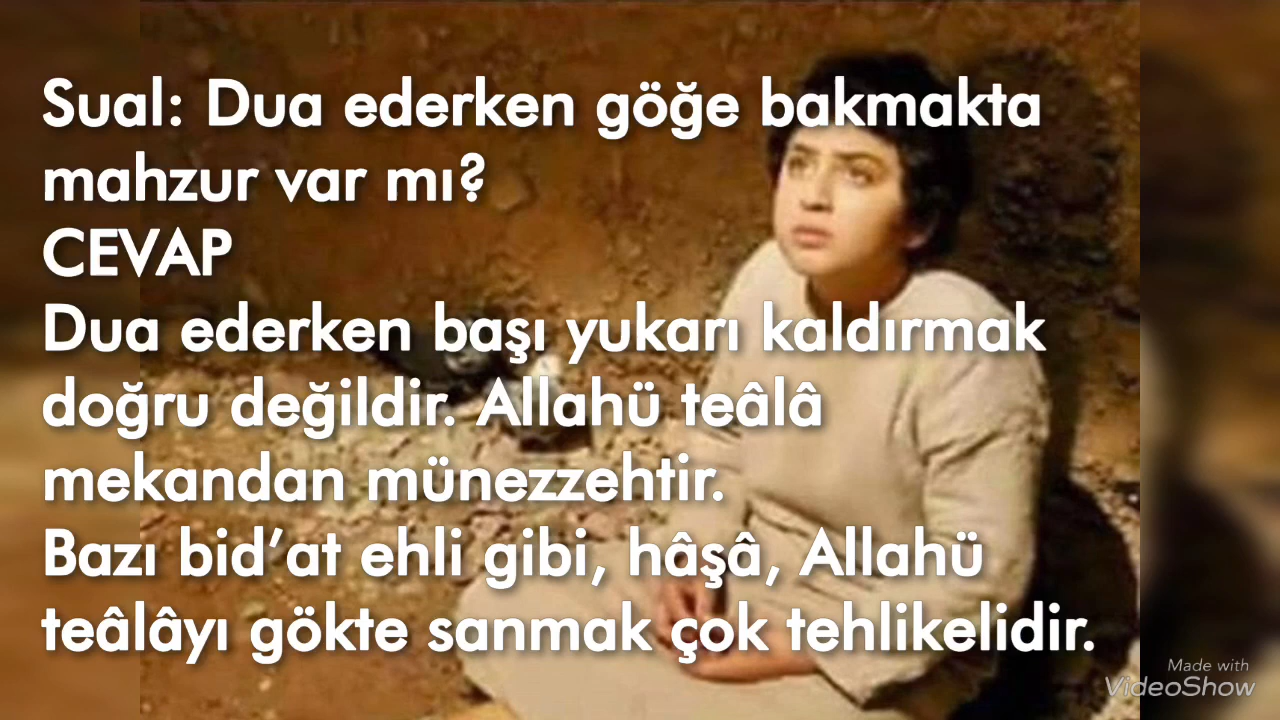 Sual: Dua ederken göğe bakmakta
mahzur var mı?
CEVAP
Dua ederken başı yukarı kaldırmak
doğru değildir. Allahü teâlâ
mekandan münezzehtir.
Bazı bid’at ehli gibi, hâşâ, Allahü
teâlâyı gökte sanmak çok tehlikelidir.
Made with
VideoShow